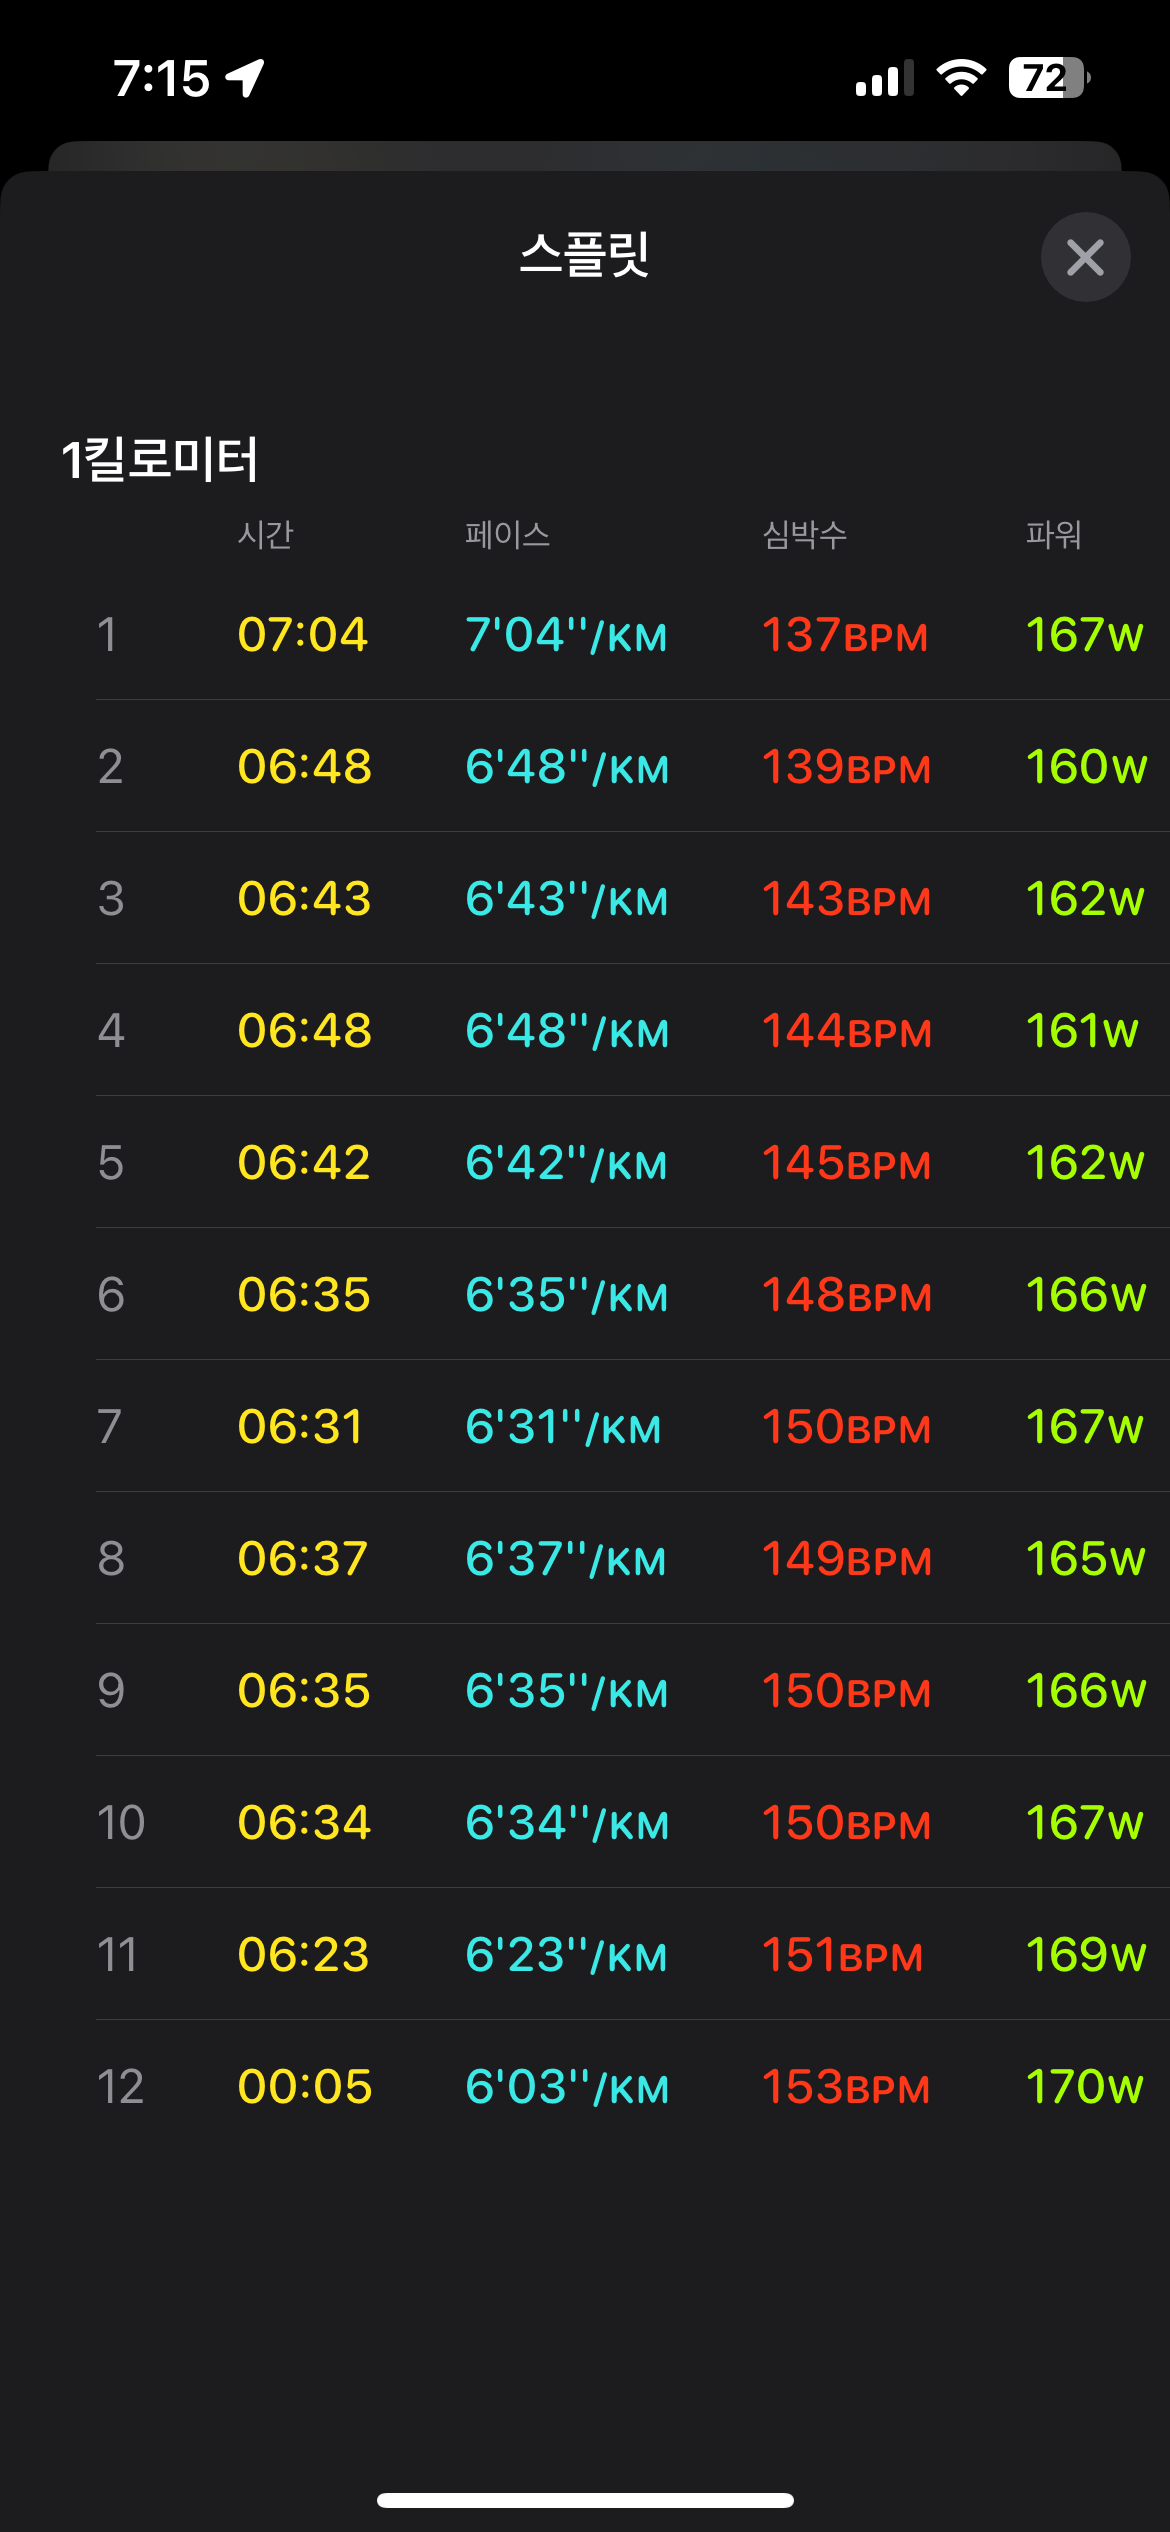 7:15 72
스플릿
1킬로미터
시간 페이스 심박수 파워
1 07:04 7'04''/KM 137BPM 167W
2 06:48 6'48''/KM 139BPM 160W
3 06:43 6'43''/KM 143BPM 162W
4 06:48 6'48''/KM 144BPM 161W
5 06:42 6'42''/KM 145BPM 162W
6 06:35 6'35''/KM 148BPM 166W
7 06:31 6'31''/KM 150BPM 167W
8 06:37 6'37''/KM 149BPM 165W
9 06:35 6'35''/KM 150BPM 166W
10 06:34 6'34''/KM 150BPM 167W
11 06:23 6'23''/KM 151BPM 169W
12 00:05 6'03''/KM 153BPM 170W